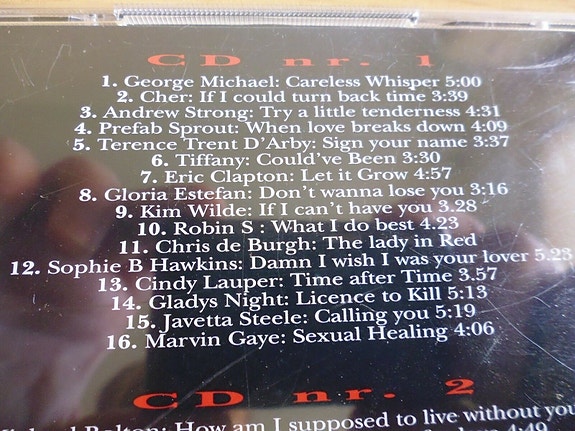 CD nr. 1
1. George Michael: Careless Whisper 5:00
2. Cher: If I could turn back time 3:39
3. Andrew Strong: Try a little tenderness 4:31
4. Prefab Sprout: When love breaks down 4:09
5. Terence Trent D'Arby: Sign your name 3:37
6. Tiffany: Could've Been 3:30
7. Eric Clapton: Let it Grow 4:57
8. Gloria Estefan: Don't wanna lose you 3:16
9. Kim Wilde: If I can't have you 3.28
10. Robin S : What I do best 4.23
11. Chris de Burgh: The lady in Red
12. Sophie B Hawkins: Damn I wish I was your lover 5.23
13. Cindy Lauper: Time after Time 3.57
14. Gladys Night: Licence to Kill 5:13
15. Javetta Steele: Calling you 5:19
16. Marvin Gaye: Sexual Healing 4:06
CD nr. 2
Bolton: How am I supposed to live without you
4:49